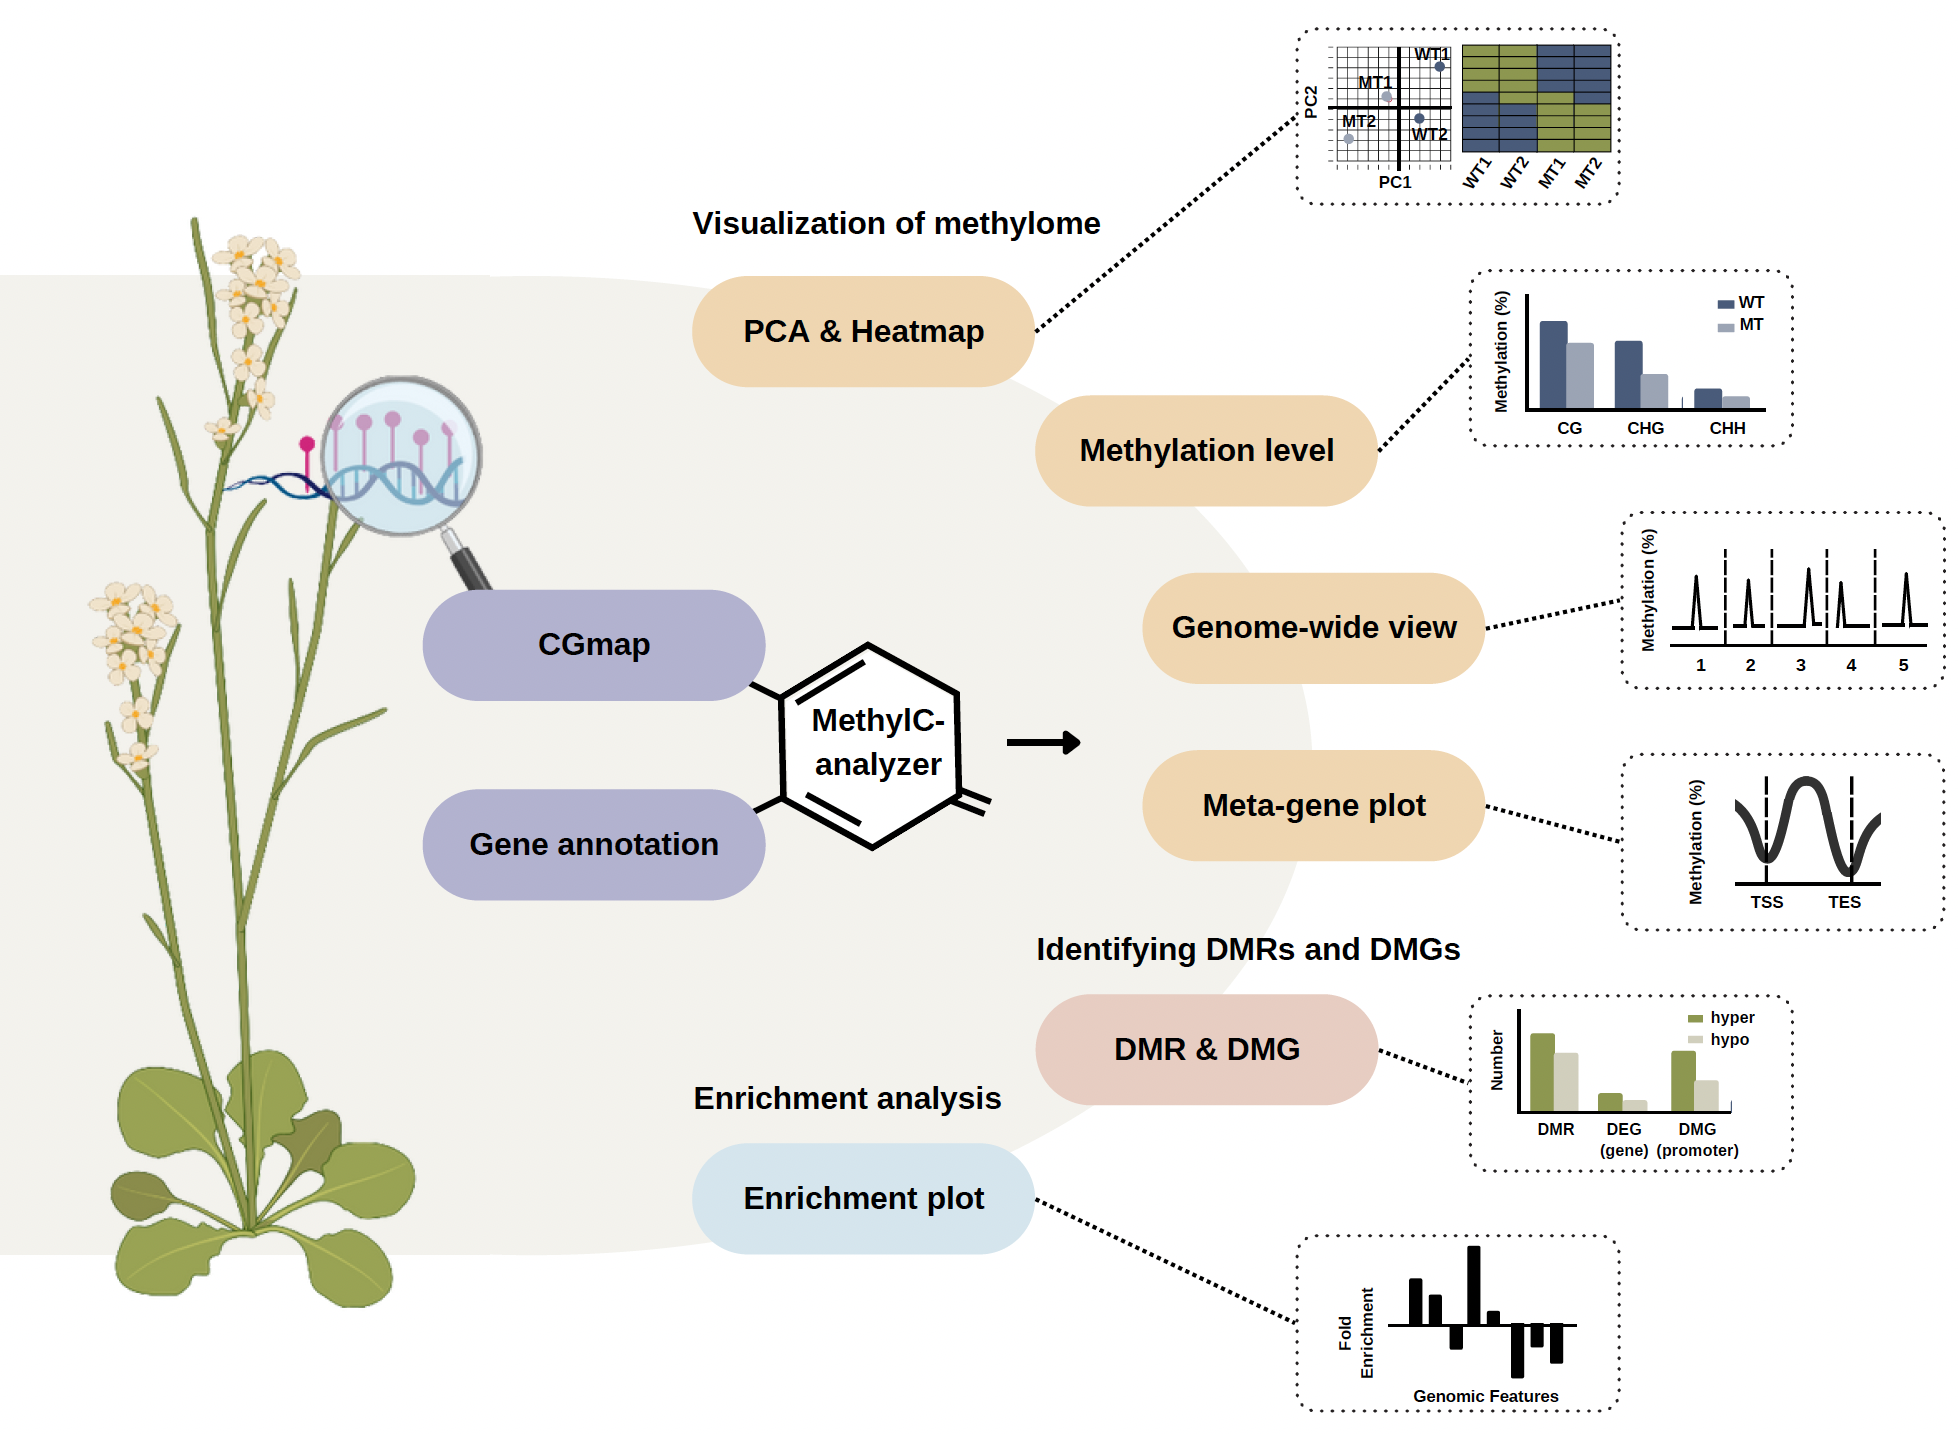 Visualization of methylome
PCA & Heatmap
PC2
WT1
MT1
MT2
WT2
PC1
WT1
WT2
MT1
MT2
Methylation level
Methylation (%)
WT
MT
CG
CHG
CHH
Genome-wide view
Methylation (%)
1
2
3
4
5
CGmap
Gene annotation
MethylC-
analyzer
Meta-gene plot
Methylation (%)
TSS
TES
Identifying DMRs and DMGs
DMR & DMG
Number
hyper
hypo
DMR
DEG
(gene)
DMG
(promoter)
Enrichment analysis
Enrichment plot
Fold
Enrichment
Genomic Features